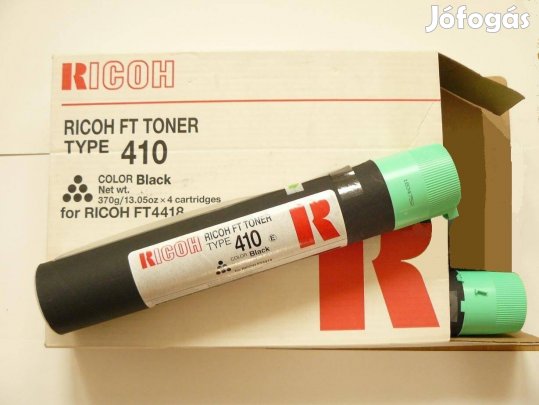 Jófogás
RICOH
RICOH FT TONER
TYPE 410
COLOR Black
Net wt.
370g/13.05oz × 4 cartridges
for RICOH FT4418
R
RICOH
RICOH FT TONER
TYPE 410 E
COLOR Black
R
RICOH